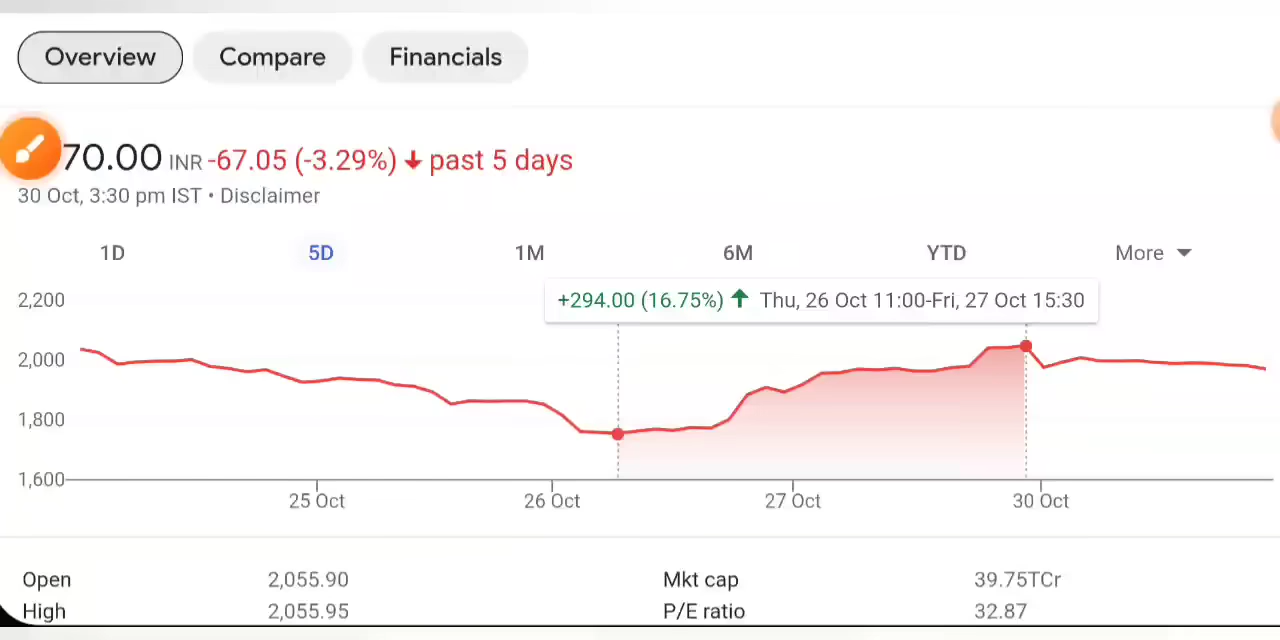 Overview Compare Financials
70.00 INR -67.05 (-3.29%) ↓ past 5 days
30 Oct, 3:30 pm IST • Disclaimer
1D 5D 1M 6M YTD More
+294.00 (16.75%) ↑ Thu, 26 Oct 11:00-Fri, 27 Oct 15:30
2,200
2,000
1,800
1,600
25 Oct 26 Oct 27 Oct 30 Oct
Open 2,055.90 Mkt cap 39.75TCr
High 2,055.95 P/E ratio 32.87